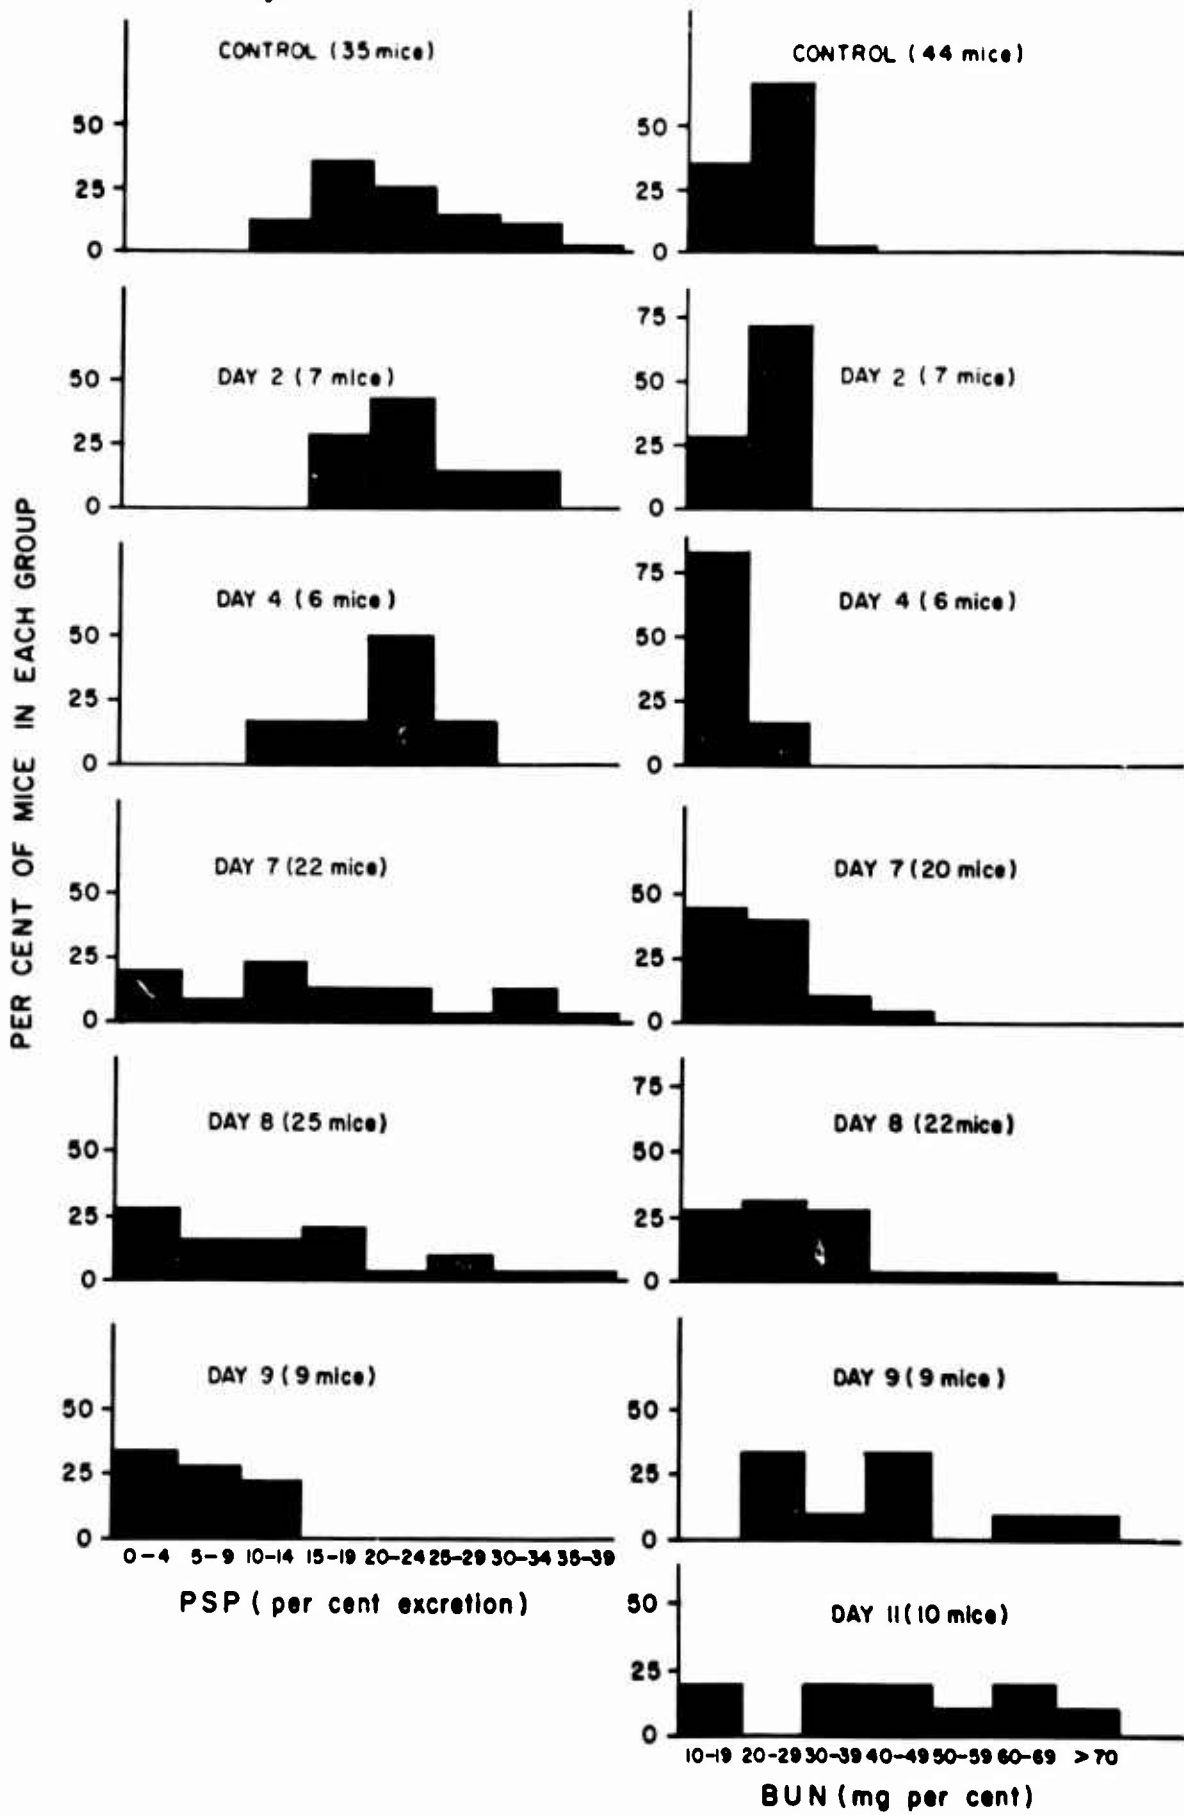 PER CENT OF MICE IN EACH GROUP
CONTROL (35 mice)
50
25
0
DAY 2 (7 mice)
50
25
0
DAY 4 (6 mice)
50
25
0
DAY 7 (22 mice)
50
25
0
DAY 8 (25 mice)
50
25
0
DAY 9 (9 mice)
50
25
0
0-4 5-9 10-14 15-19 20-24 25-29 30-34 35-39
PSP (per cent excretion)
CONTROL (44 mice)
50
25
0
75
DAY 2 (7 mice)
50
25
0
75
DAY 4 (6 mice)
50
25
0
DAY 7 (20 mice)
50
25
0
75
DAY 8 (22 mice)
50
25
0
DAY 9 (9 mice)
50
25
0
50
DAY 11 (10 mice)
25
0
10-19 20-29 30-39 40-49 50-59 60-69 >70
BUN (mg per cent)